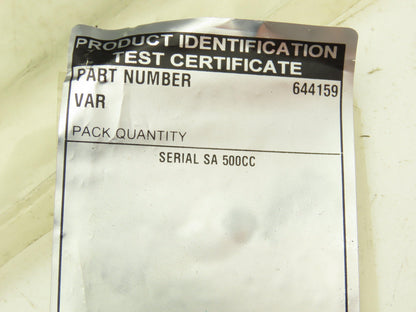 PRODUCT IDENTIFICATION
TEST CERTIFICATE
PART NUMBER 644159
VAR
PACK QUANTITY
SERIAL SA 500CC